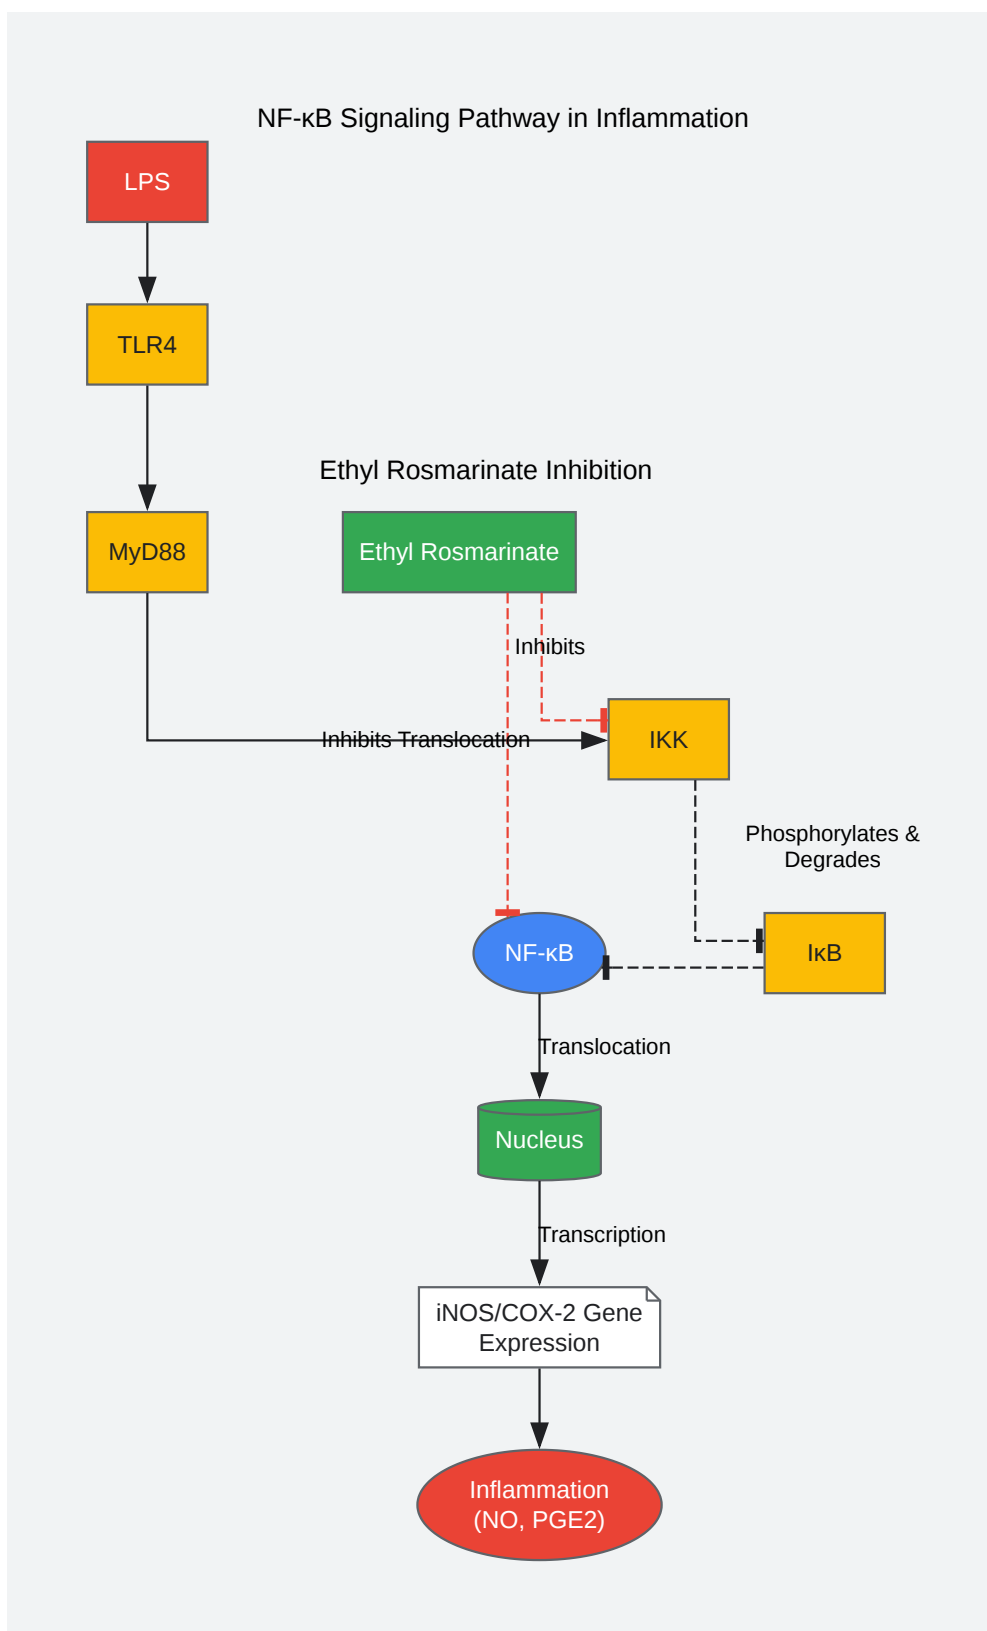 NF-κB Signaling Pathway in Inflammation
LPS
TLR4
Ethyl Rosmarinate Inhibition
MyD88
Ethyl Rosmarinate
Inhibits
Inhibits Translocation
IKK
Phosphorylates &
Degrades
NF-κB
IκB
Translocation
Nucleus
Transcription
iNOS/COX-2 Gene
Expression
Inflammation
(NO, PGE2)